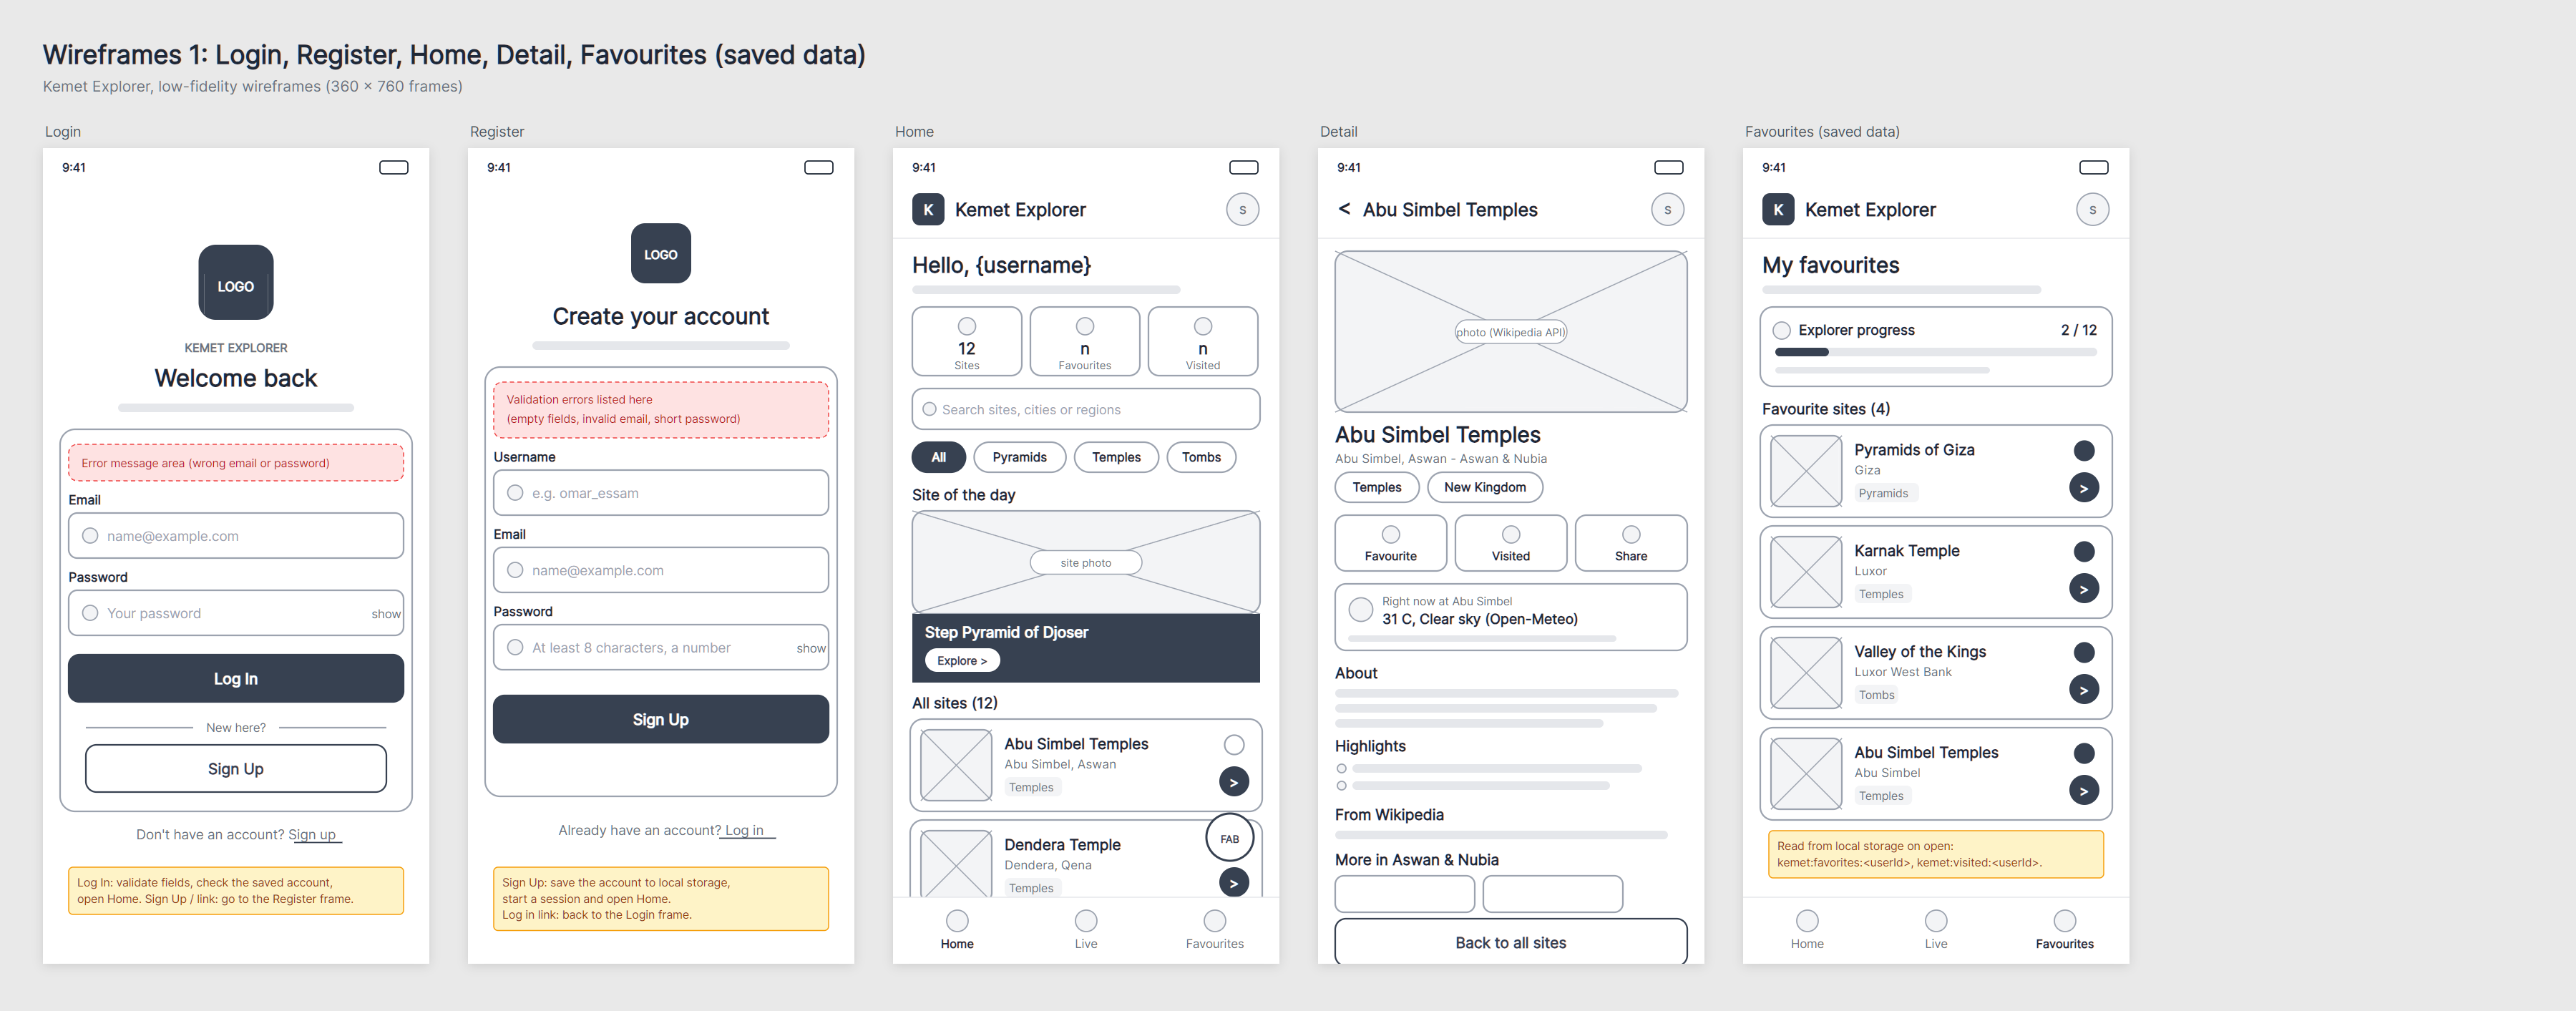 Wireframes 1: Login, Register, Home, Detail, Favourites (saved data)
Kemet Explorer, low-fidelity wireframes (360 × 760 frames)
Login
9:41
LOGO
KEMET EXPLORER
Welcome back
Error message area (wrong email or password)
Email
name@example.com
Password
Your password
show
Log In
New here?
Sign Up
Don't have an account? Sign up
Log In: validate fields, check the saved account,
open Home. Sign Up / link: go to the Register frame.
Register
9:41
LOGO
Create your account
Validation errors listed here
(empty fields, invalid email, short password)
Username
e.g. omar_essam
Email
name@example.com
Password
At least 8 characters, a number
show
Sign Up
Already have an account? Log in
Sign Up: save the account to local storage,
start a session and open Home.
Log in link: back to the Login frame.
Home
9:41
K
Kemet Explorer
S
Hello, {username}
12
Sites
n
Favourites
n
Visited
Search sites, cities or regions
All
Pyramids
Temples
Tombs
Site of the day
site photo
Step Pyramid of Djoser
Explore >
All sites (12)
Abu Simbel Temples
Abu Simbel, Aswan
Temples
>
FAB
Dendera Temple
Dendera, Qena
Temples
>
Home
Live
Favourites
Detail
9:41
<
Abu Simbel Temples
S
photo (Wikipedia API)
Abu Simbel Temples
Abu Simbel, Aswan - Aswan & Nubia
Temples
New Kingdom
Favourite
Visited
Share
Right now at Abu Simbel
31 C, Clear sky (Open-Meteo)
About
Highlights
From Wikipedia
More in Aswan & Nubia
Back to all sites
Favourites (saved data)
9:41
K
Kemet Explorer
S
My favourites
Explorer progress
2 / 12
Favourite sites (4)
Pyramids of Giza
Giza
Pyramids
>
Karnak Temple
Luxor
Temples
>
Valley of the Kings
Luxor West Bank
Tombs
>
Abu Simbel Temples
Abu Simbel
Temples
>
Read from local storage on open:
kemet:favorites:<userId>, kemet:visited:<userId>.
Home
Live
Favourites